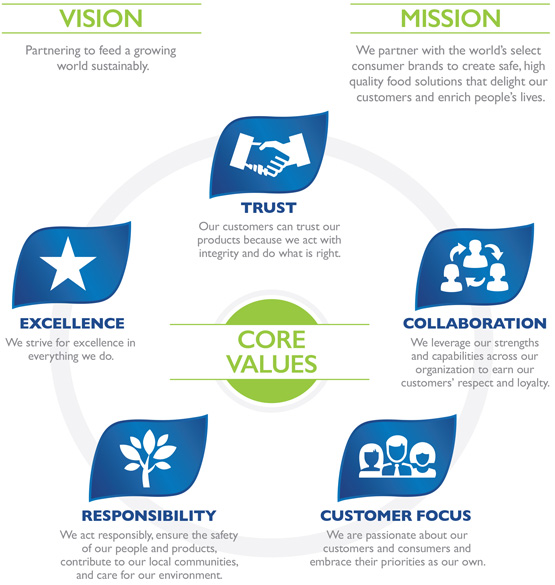 VISION
Partnering to feed a growing
world sustainably.
MISSION
We partner with the world's select
consumer brands to create safe, high
quality food solutions that delight our
customers and enrich people's lives.
TRUST
Our customers can trust our
products because we act with
integrity and do what is right.
EXCELLENCE
We strive for excellence in
everything we do.
CORE
VALUES
COLLABORATION
We leverage our strengths
and capabilities across our
organization to earn our
customers' respect and loyalty.
RESPONSIBILITY
We act responsibly, ensure the safety
of our people and products,
contribute to our local communities,
and care for our environment.
CUSTOMER FOCUS
We are passionate about our
customers and consumers and
embrace their priorities as our own.